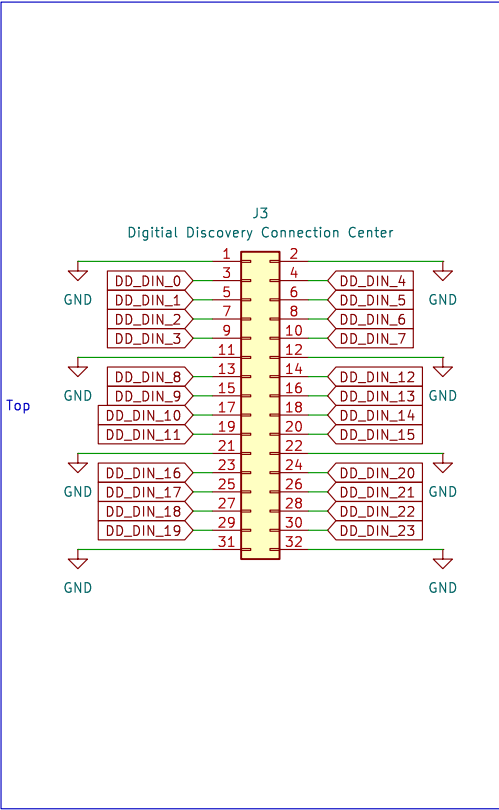 J3
Digitial Discovery Connection Center
1 2
GND GND
DD_DIN_0 3 4 DD_DIN_4
DD_DIN_1 5 6 DD_DIN_5
DD_DIN_2 7 8 DD_DIN_6
DD_DIN_3 9 10 DD_DIN_7
11 12
GND GND
DD_DIN_8 13 14 DD_DIN_12
DD_DIN_9 15 16 DD_DIN_13
Top
DD_DIN_10 17 18 DD_DIN_14
DD_DIN_11 19 20 DD_DIN_15
21 22
GND GND
DD_DIN_16 23 24 DD_DIN_20
DD_DIN_17 25 26 DD_DIN_21
DD_DIN_18 27 28 DD_DIN_22
DD_DIN_19 29 30 DD_DIN_23
31 32
GND GND